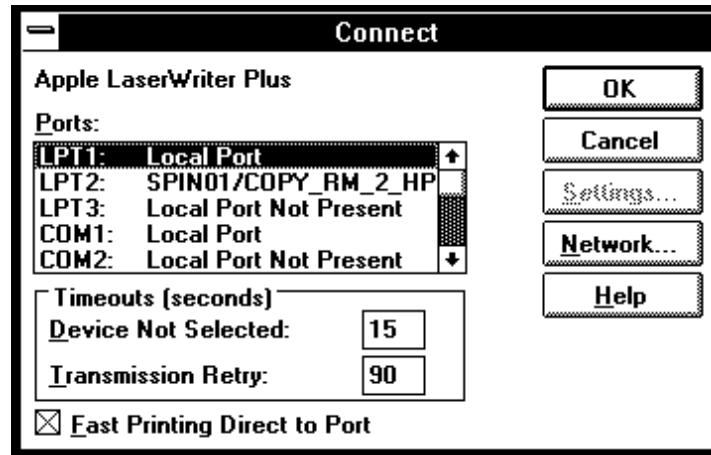 Connect
Apple LaserWriter Plus
Ports:
LPT1: Local Port
LPT2: SPIN01/COPY_RM_2_HP
LPT3: Local Port Not Present
COM1: Local Port
COM2: Local Port Not Present
Timeouts (seconds)
Device Not Selected: 15
Transmission Retry: 90
Fast Printing Direct to Port
OK
Cancel
Settings...
Network...
Help